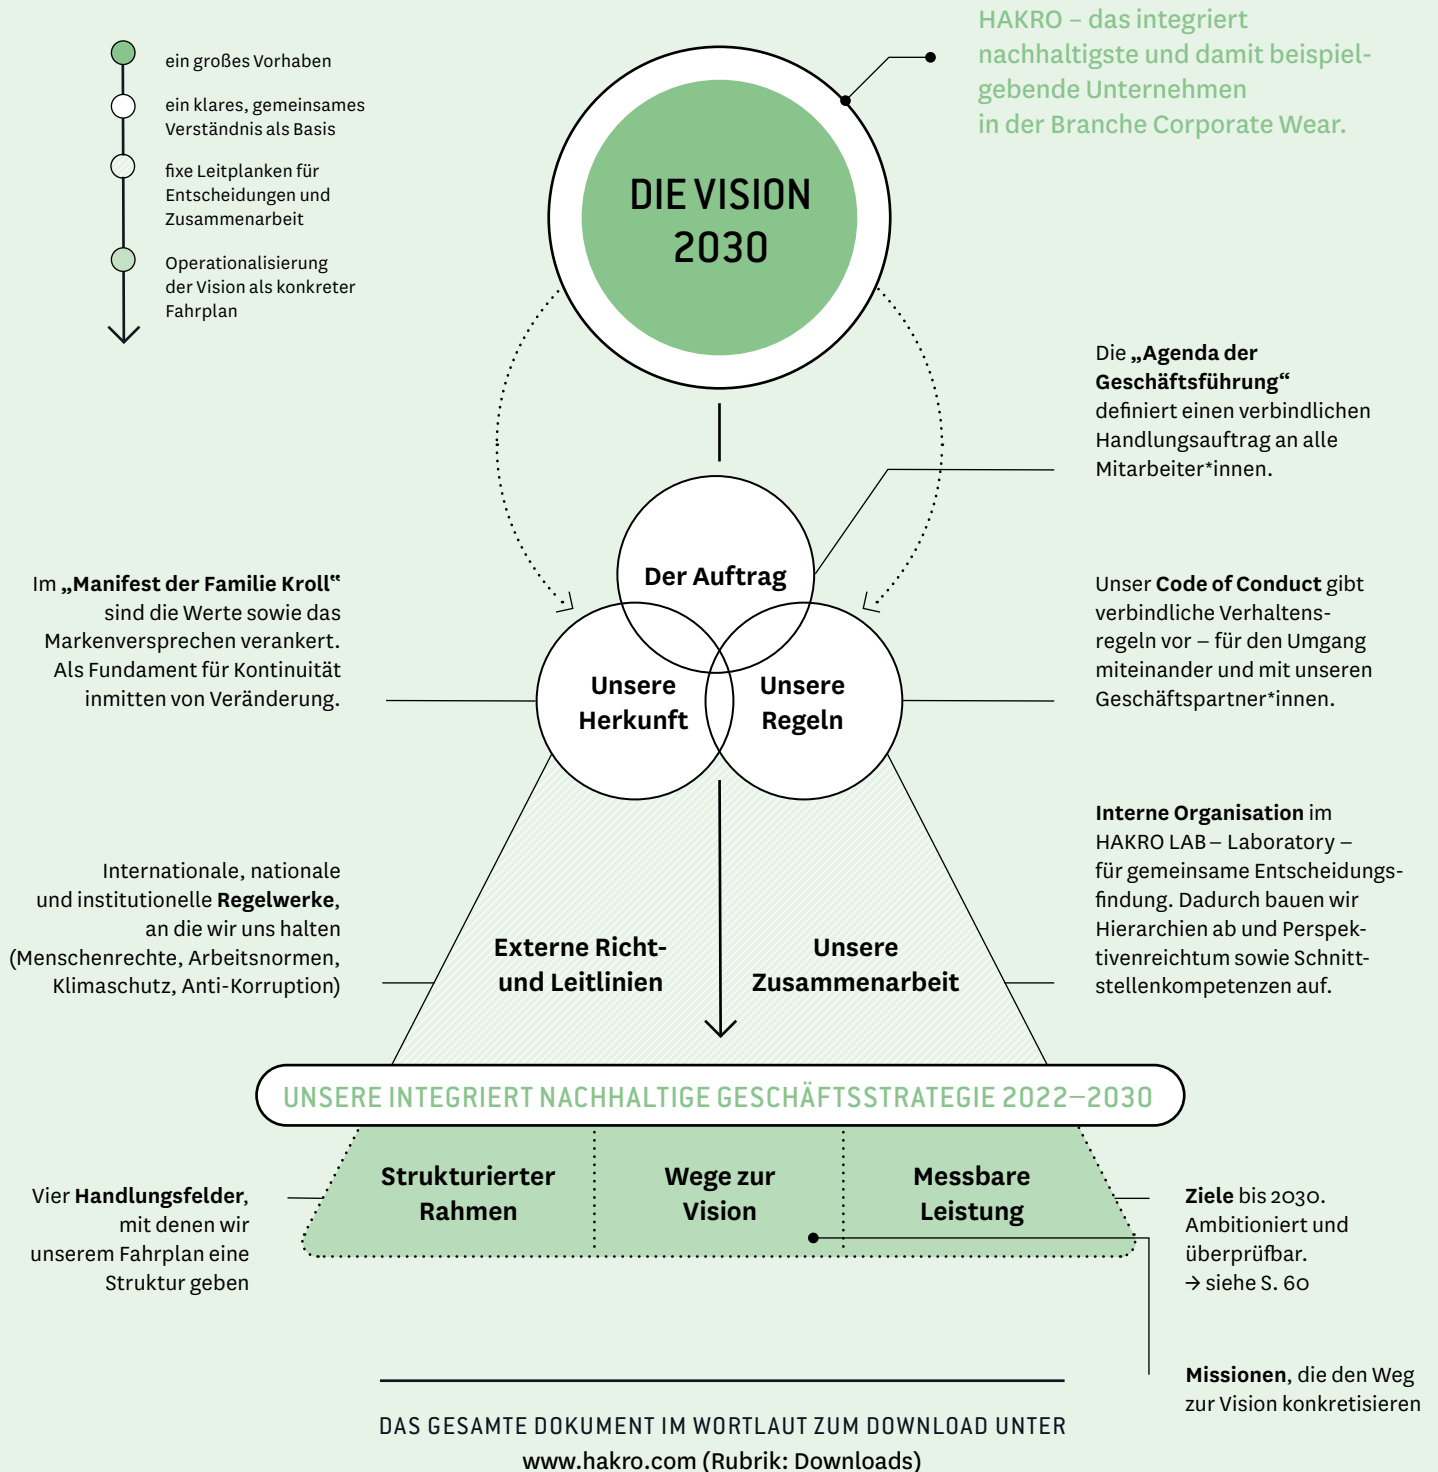 HAKRO – das integriert
nachhaltigste und damit beispiel-
gebende Unternehmen
in der Branche Corporate Wear.
ein großes Vorhaben
ein klares, gemeinsames
Verständnis als Basis
fixe Leitplanken für
Entscheidungen und
Zusammenarbeit
Operationalisierung
der Vision als konkreter
Fahrplan
DIE VISION
2030
Die „Agenda der
Geschäftsführung“
definiert einen verbindlichen
Handlungsauftrag an alle
Mitarbeiter*innen.
Der Auftrag
Im „Manifest der Familie Kroll“
sind die Werte sowie das
Markenversprechen verankert.
Als Fundament für Kontinuität
inmitten von Veränderung.
Unsere
Herkunft
Unsere
Regeln
Unser Code of Conduct gibt
verbindliche Verhaltens-
regeln vor – für den Umgang
miteinander und mit unseren
Geschäftspartner*innen.
Internationale, nationale
und institutionelle Regelwerke,
an die wir uns halten
(Menschenrechte, Arbeitsnormen,
Klimaschutz, Anti-Korruption)
Externe Richt-
und Leitlinien
Unsere
Zusammenarbeit
Interne Organisation im
HAKRO LAB – Laboratory –
für gemeinsame Entscheidungs-
findung. Dadurch bauen wir
Hierarchien ab und Perspek-
tivenreichtum sowie Schnitt-
stellenkompetenzen auf.
UNSERE INTEGRIERT NACHHALTIGE GESCHÄFTSSTRATEGIE 2022–2030
Vier Handlungsfelder,
mit denen wir
unserem Fahrplan eine
Struktur geben
Strukturierter
Rahmen
Wege zur
Vision
Messbare
Leistung
Ziele bis 2030.
Ambitioniert und
überprüfbar.
→ siehe S. 60
Missionen, die den Weg
zur Vision konkretisieren
DAS GESAMTE DOKUMENT IM WORTLAUT ZUM DOWNLOAD UNTER
www.hakro.com (Rubrik: Downloads)